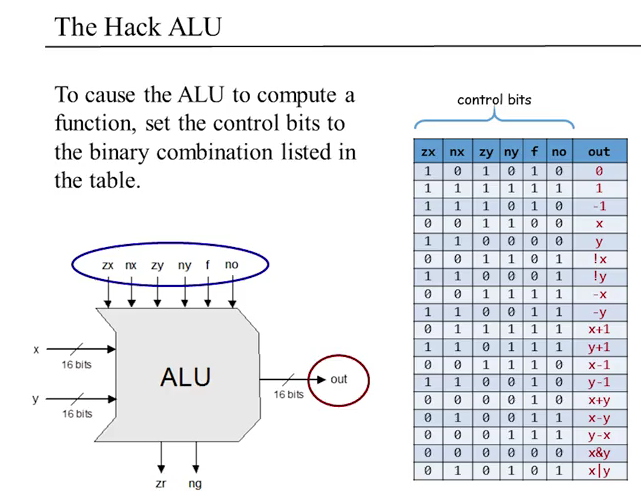 The Hack ALU
To cause the ALU to compute a
function, set the control bits to
the binary combination listed in
the table.
control bits
zx nx zy ny f no out
1 0 1 0 1 0 0
1 1 1 1 1 1 1
1 1 1 0 1 0 -1
0 0 1 1 0 0 x
1 1 0 0 0 0 y
0 0 1 1 0 1 !x
1 1 0 0 0 1 !y
0 0 1 1 1 1 -x
1 1 0 0 1 1 -y
0 1 1 1 1 1 x+1
1 1 0 1 1 1 y+1
0 0 1 1 1 0 x-1
1 1 0 0 1 0 y-1
0 0 0 0 1 0 x+y
0 1 0 0 1 1 x-y
0 0 0 1 1 1 y-x
0 0 0 0 0 0 x&y
0 1 0 1 0 1 x|y
zx nx zy ny f no
x
16 bits
y
16 bits
ALU
16 bits
out
zr ng